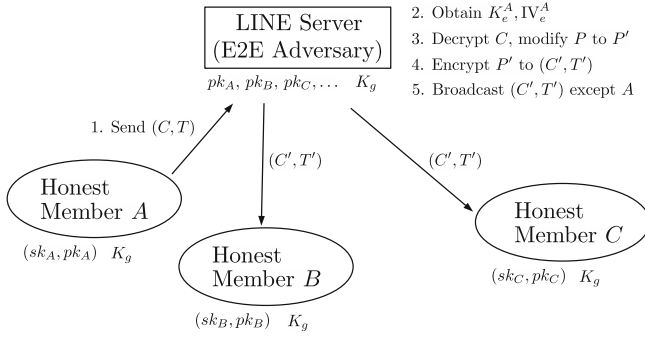 LINE Server
(E2E Adversary)
pk_A, pk_B, pk_C, ... K_g
2. Obtain K_e^A, IV_e^A
3. Decrypt C, modify P to P′
4. Encrypt P′ to (C′, T′)
5. Broadcast (C′, T′) except A
1. Send (C, T)
(C′, T′)
(C′, T′)
Honest
Member A
(sk_A, pk_A) K_g
Honest
Member B
(sk_B, pk_B) K_g
Honest
Member C
(sk_C, pk_C) K_g